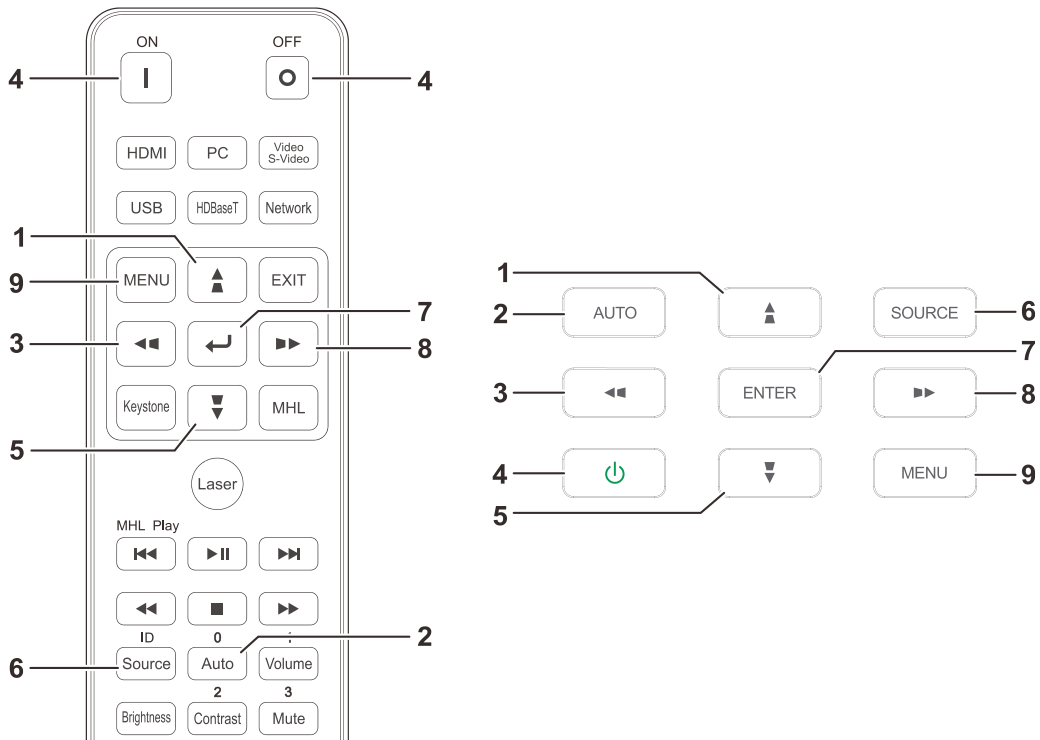 ON OFF
4 I O 4
HDMI PC Video
S-Video
USB HDBaseT Network
1
9 MENU EXIT
7
3 8
Keystone MHL
5
Laser
MHL Play
ID 0
2
6 Source Auto Volume
2 3
Brightness Contrast Mute
1
2 AUTO SOURCE 6
7
3 ENTER 8
4 MENU 9
5